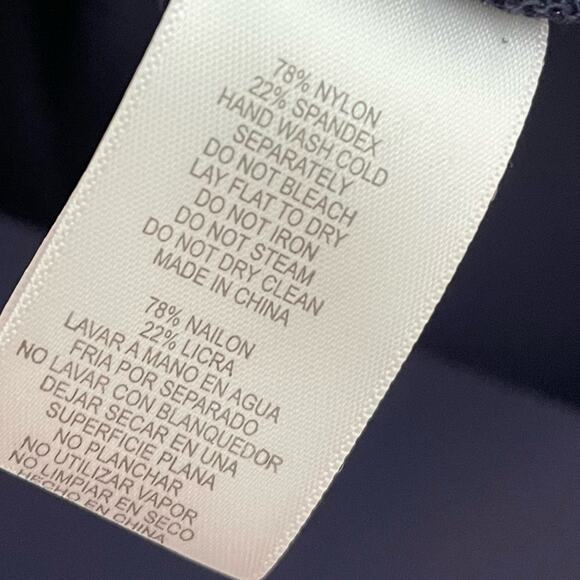 78% NYLON
22% SPANDEX
HAND WASH COLD
SEPARATELY
DO NOT BLEACH
LAY FLAT TO DRY
DO NOT IRON
DO NOT STEAM
DO NOT DRY CLEAN
MADE IN CHINA
78% NAILON
22% LICRA
LAVAR A MANO EN AGUA
FRIA POR SEPARADO
NO LAVAR CON BLANQUEDOR
DEJAR SECAR EN UNA
SUPERFICIE PLANA
NO PLANCHAR
NO UTILIZAR VAPOR
NO LIMPIAR EN SECO
HECHO EN CHINA